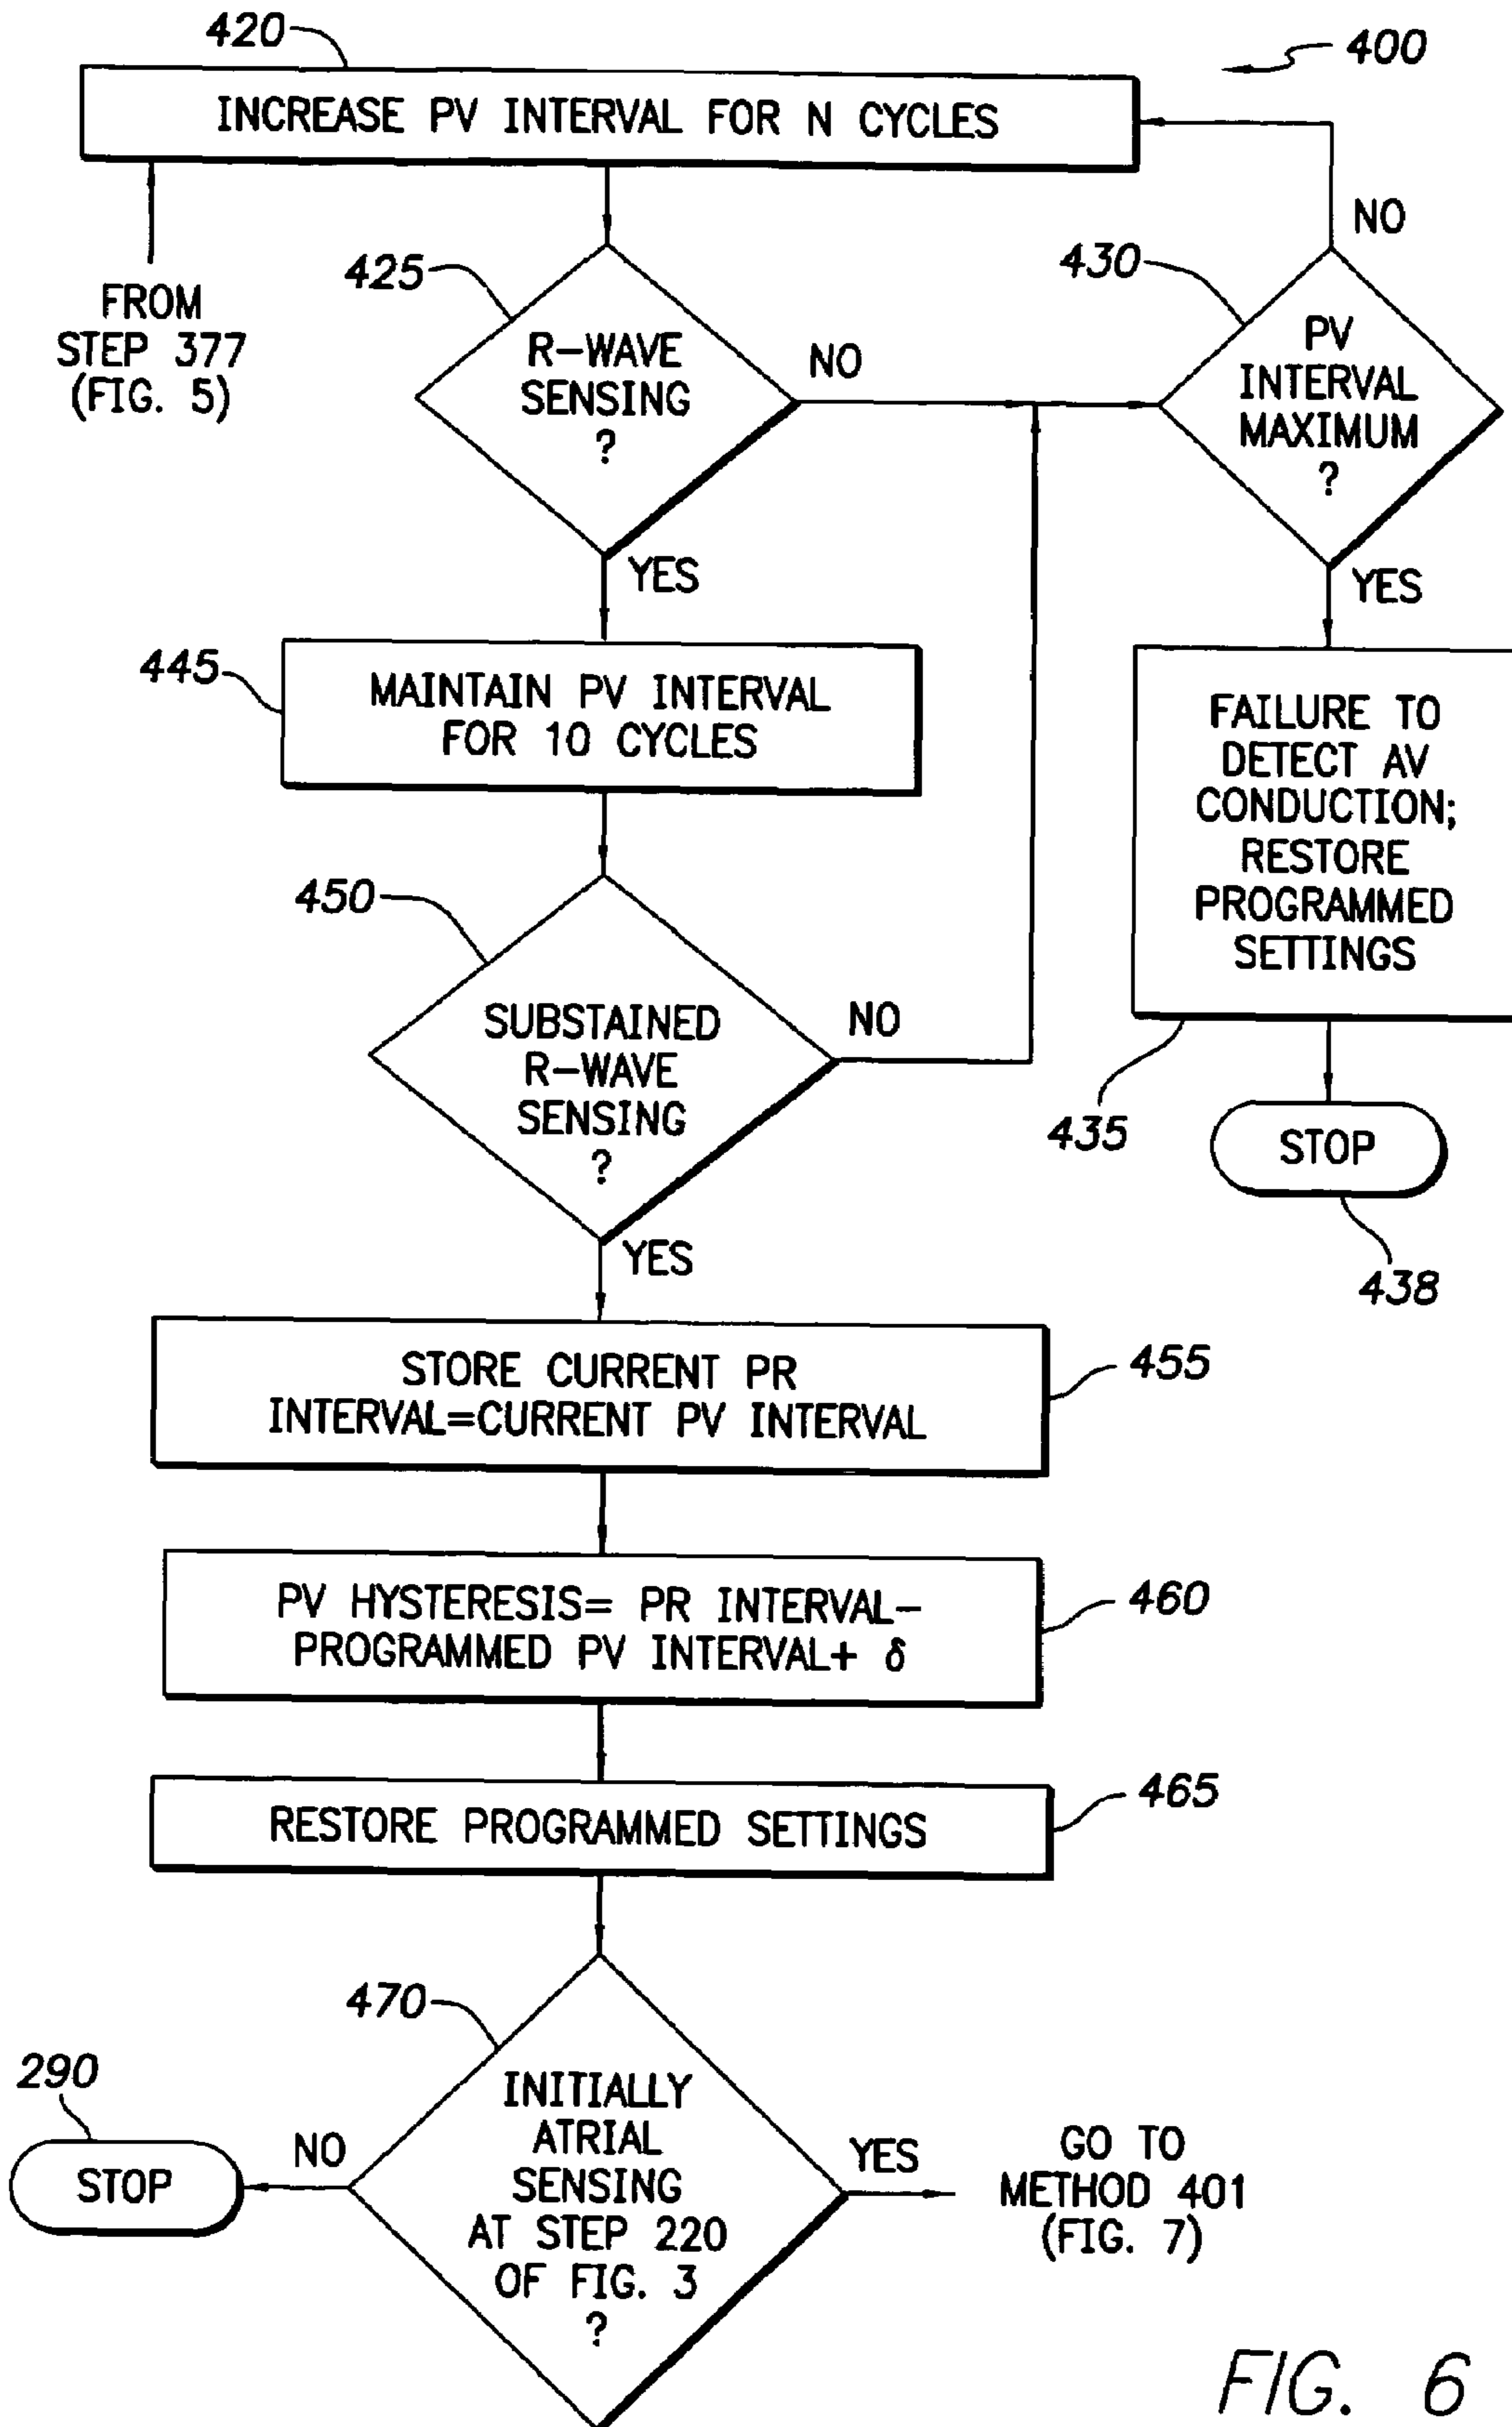 420
400
INCREASE PV INTERVAL FOR N CYCLES
FROM
STEP 377
(FIG. 5)
425
R-WAVE
SENSING
?
NO
YES
430
NO
PV
INTERVAL
MAXIMUM
?
YES
445
MAINTAIN PV INTERVAL
FOR 10 CYCLES
FAILURE TO
DETECT AV
CONDUCTION;
RESTORE
PROGRAMMED
SETTINGS
435
STOP
438
450
SUBSTAINED
R-WAVE
SENSING
?
NO
YES
STORE CURRENT PR
INTERVAL=CURRENT PV INTERVAL
455
PV HYSTERESIS= PR INTERVAL-
PROGRAMMED PV INTERVAL+ δ
460
RESTORE PROGRAMMED SETTINGS
465
470
INITIALLY
ATRIAL
SENSING
AT STEP 220
OF FIG. 3
?
290
STOP
NO
YES
GO TO
METHOD 401
(FIG. 7)
FIG. 6